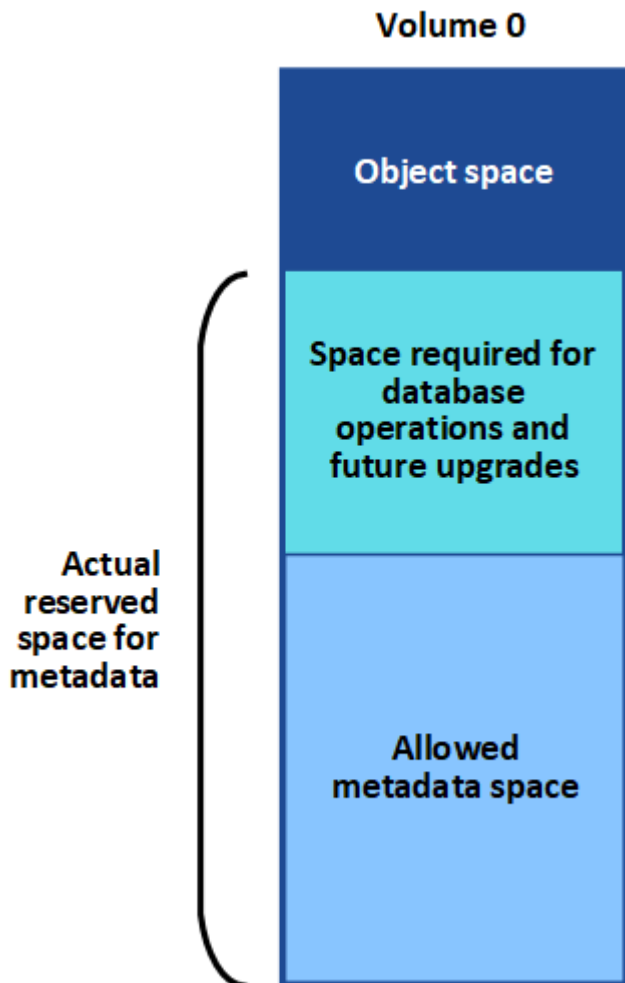 Volume 0
Object space
Space required for
database
operations and
future upgrades
Actual
reserved
space for
metadata
Allowed
metadata space